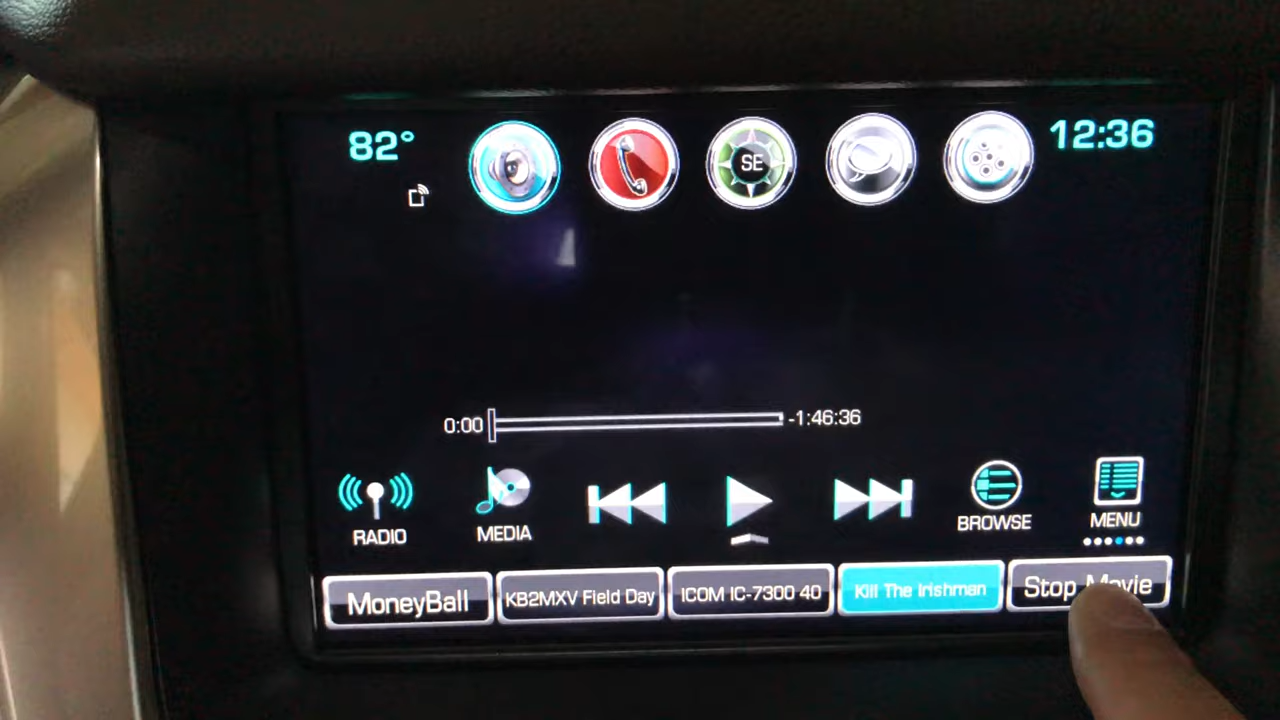 82°
SE
12:36
0:00
-1:46:36
RADIO
MEDIA
BROWSE
MENU
MoneyBall
KB2MXV Field Day
ICOM IC-7300 40
Kill The Irishman
Stop Movie